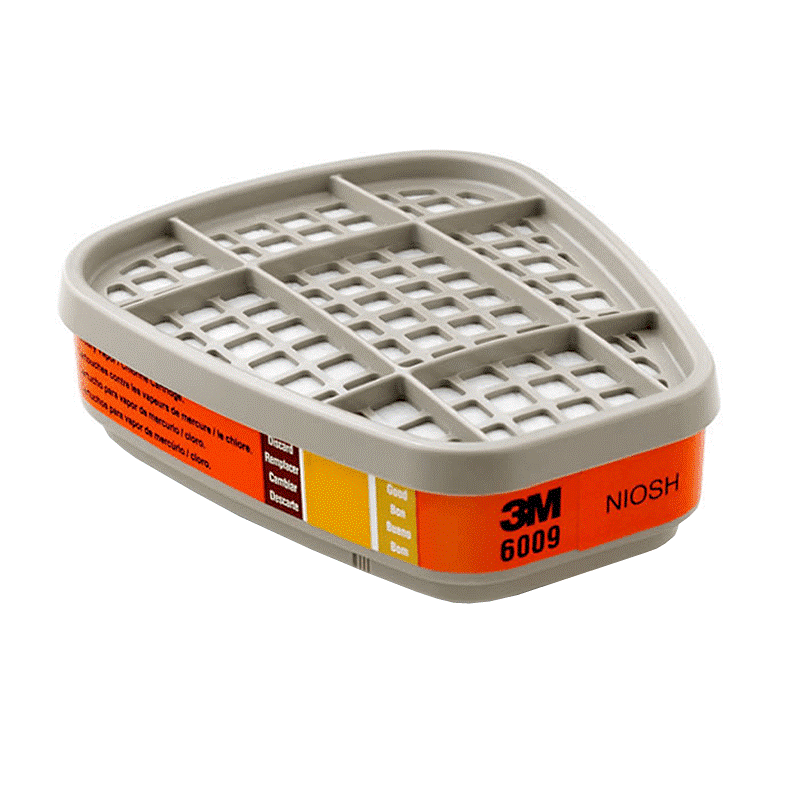 Mercury Vapor / Chlorine Cartridge.
cartouches contre les vapeurs de mercure / le chlore.
cartucho para vapor de mercurio / cloro.
cartuchos para vapor de mercúrio / cloro.
Discard
Remplacer
Cambiar
Descarte
Good
Bon
Bueno
Bom
3M
6009
NIOSH